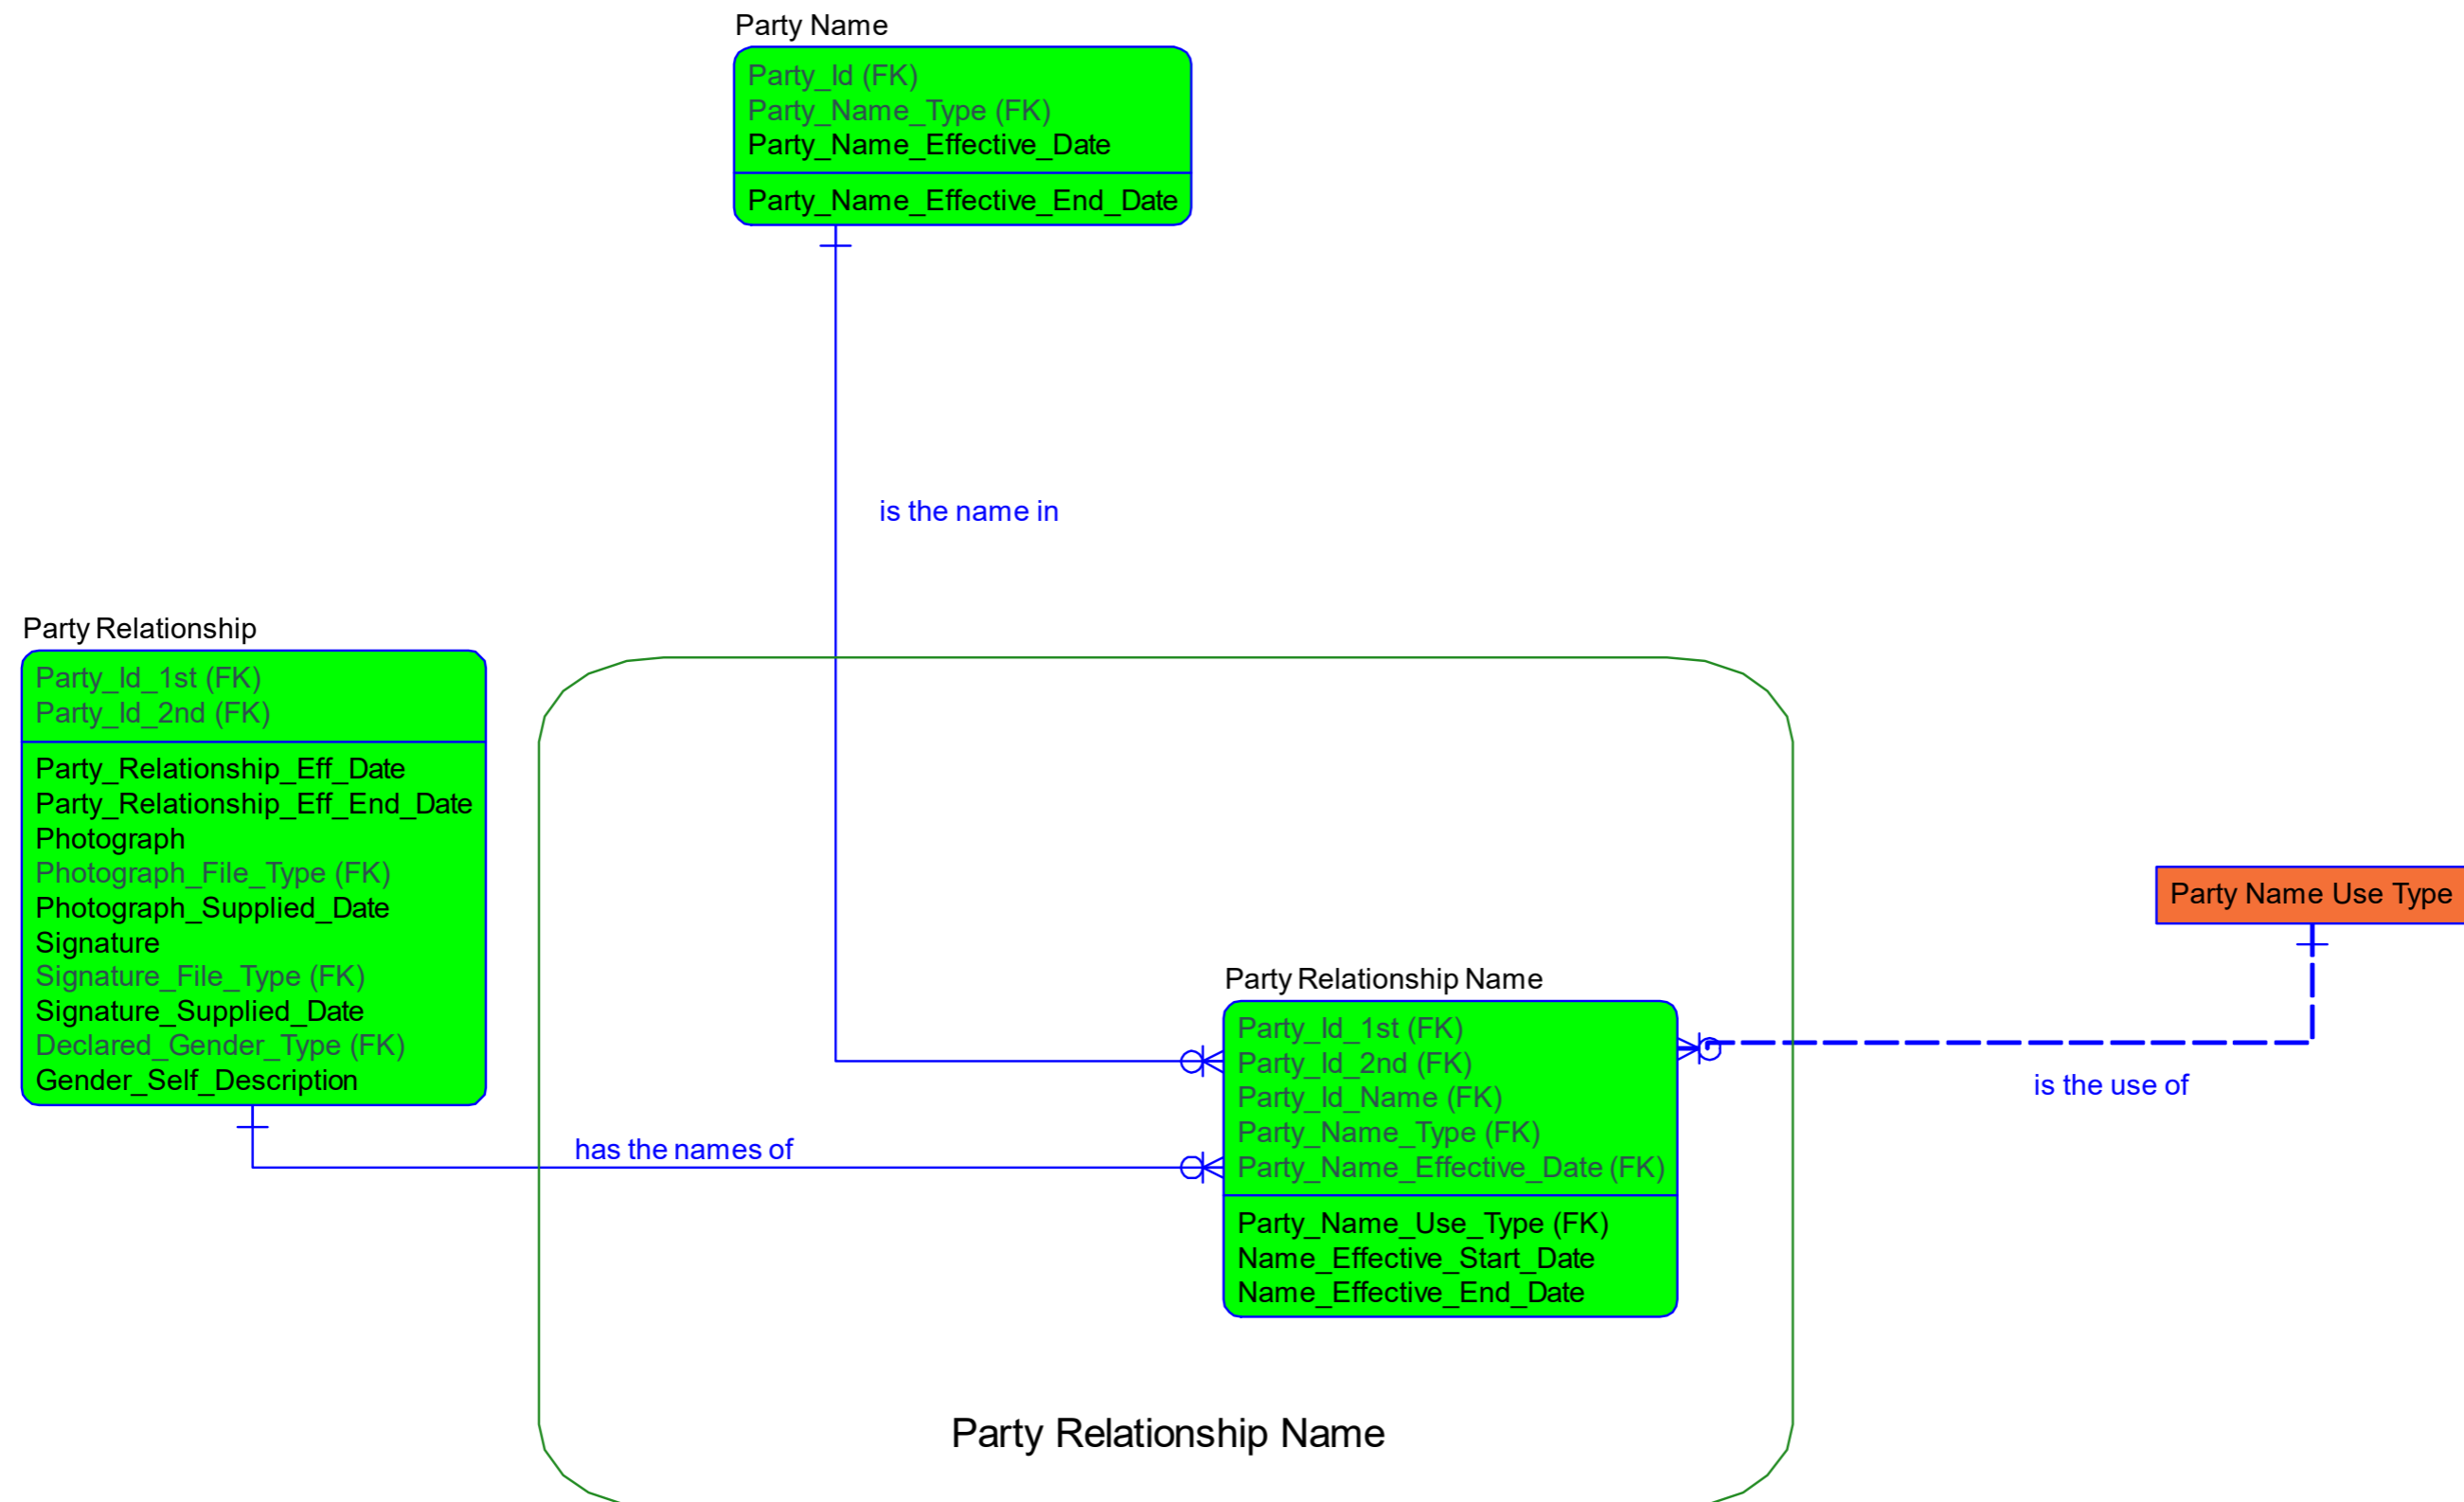 Party Name
Party_Id (FK)
Party_Name_Type (FK)
Party_Name_Effective_Date
Party_Name_Effective_End_Date
is the name in
Party Relationship
Party_Id_1st (FK)
Party_Id_2nd (FK)
Party_Relationship_Eff_Date
Party_Relationship_Eff_End_Date
Photograph
Photograph_File_Type (FK)
Photograph_Supplied_Date
Signature
Signature_File_Type (FK)
Signature_Supplied_Date
Declared_Gender_Type (FK)
Gender_Self_Description
has the names of
Party Name Use Type
is the use of
Party Relationship Name
Party_Id_1st (FK)
Party_Id_2nd (FK)
Party_Id_Name (FK)
Party_Name_Type (FK)
Party_Name_Effective_Date (FK)
Party_Name_Use_Type (FK)
Name_Effective_Start_Date
Name_Effective_End_Date
Party Relationship Name